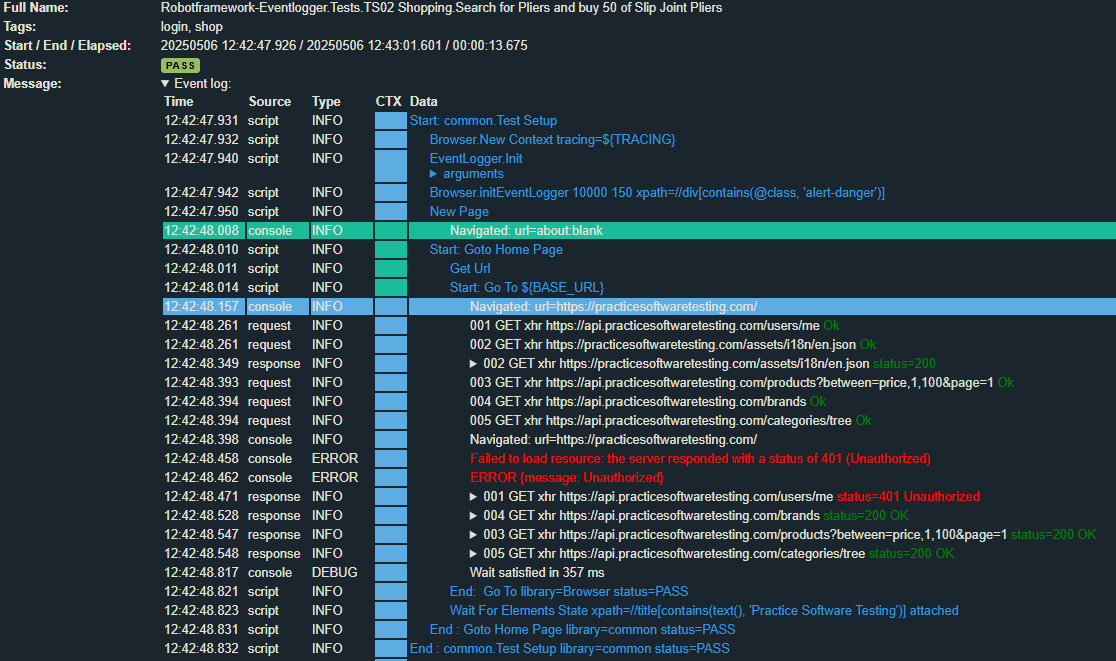 Full Name: Robotframework-Eventlogger.Tests.TS02 Shopping.Search for Pliers and buy 50 of Slip Joint Pliers
Tags: login, shop
Start / End / Elapsed: 20250506 12:42:47.926 / 20250506 12:43:01.601 / 00:00:13.675
Status: PASS
Message: ▼ Event log:
Time Source Type CTX Data
12:42:47.931 script INFO Start: common.Test Setup
12:42:47.932 script INFO Browser.New Context tracing=${TRACING}
12:42:47.940 script INFO EventLogger.Init
► arguments
12:42:47.942 script INFO Browser.initEventLogger 10000 150 xpath=//div[contains(@class, 'alert-danger')]
12:42:47.950 script INFO New Page
12:42:48.008 console INFO Navigated: url=about:blank
12:42:48.010 script INFO Start: Goto Home Page
12:42:48.011 script INFO Get Url
12:42:48.014 script INFO Start: Go To ${BASE_URL}
12:42:48.157 console INFO Navigated: url=https://practicesoftwaretesting.com/
12:42:48.261 request INFO 001 GET xhr https://api.practicesoftwaretesting.com/users/me Ok
12:42:48.261 request INFO 002 GET xhr https://practicesoftwaretesting.com/assets/i18n/en.json Ok
12:42:48.349 response INFO ► 002 GET xhr https://practicesoftwaretesting.com/assets/i18n/en.json status=200
12:42:48.393 request INFO 003 GET xhr https://api.practicesoftwaretesting.com/products?between=price,1,100&page=1 Ok
12:42:48.394 request INFO 004 GET xhr https://api.practicesoftwaretesting.com/brands Ok
12:42:48.394 request INFO 005 GET xhr https://api.practicesoftwaretesting.com/categories/tree Ok
12:42:48.398 console INFO Navigated: url=https://practicesoftwaretesting.com/
12:42:48.458 console ERROR Failed to load resource: the server responded with a status of 401 (Unauthorized)
12:42:48.462 console ERROR ERROR {message: Unauthorized}
12:42:48.471 response INFO ► 001 GET xhr https://api.practicesoftwaretesting.com/users/me status=401 Unauthorized
12:42:48.528 response INFO ► 004 GET xhr https://api.practicesoftwaretesting.com/brands status=200 OK
12:42:48.547 response INFO ► 003 GET xhr https://api.practicesoftwaretesting.com/products?between=price,1,100&page=1 status=200 OK
12:42:48.548 response INFO ► 005 GET xhr https://api.practicesoftwaretesting.com/categories/tree status=200 OK
12:42:48.817 console DEBUG Wait satisfied in 357 ms
12:42:48.821 script INFO End: Go To library=Browser status=PASS
12:42:48.823 script INFO Wait For Elements State xpath=//title[contains(text(), 'Practice Software Testing')] attached
12:42:48.831 script INFO End : Goto Home Page library=common status=PASS
12:42:48.832 script INFO End : common.Test Setup library=common status=PASS